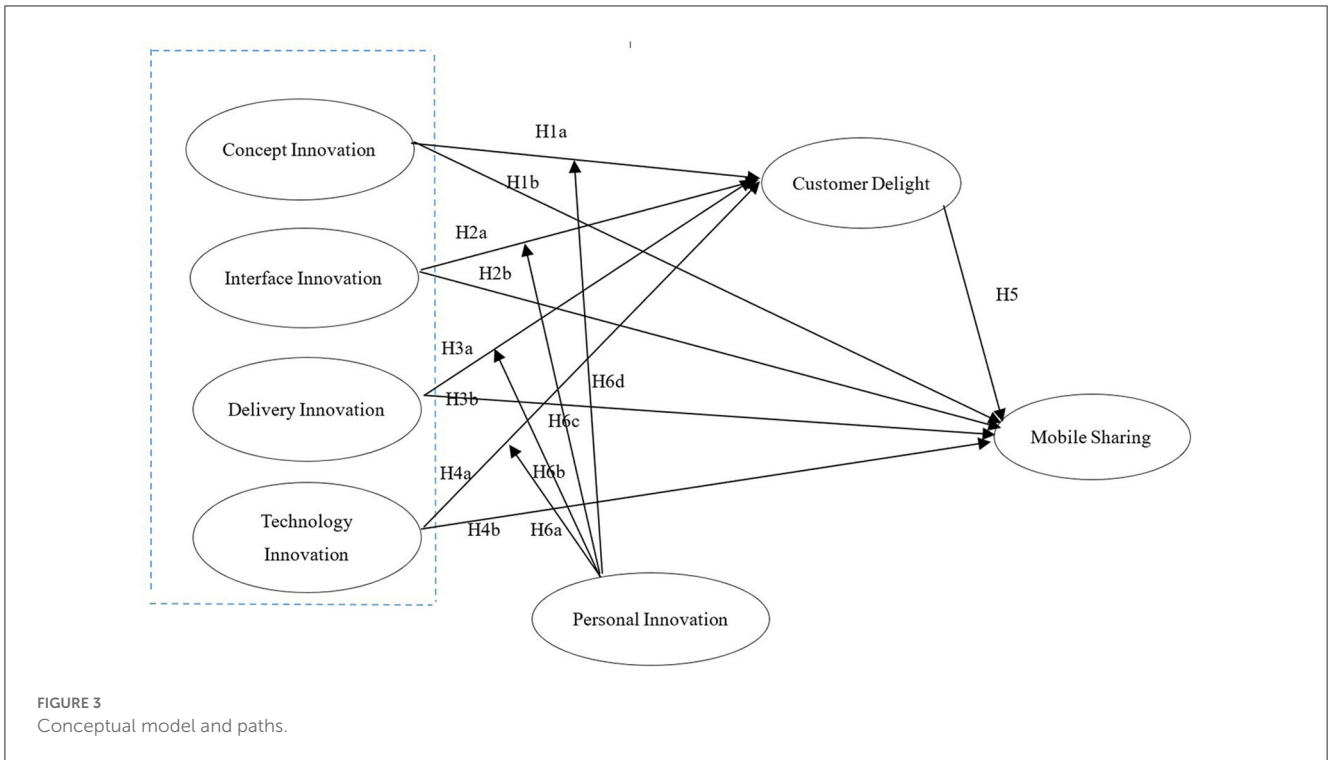 Concept Innovation
Interface Innovation
Delivery Innovation
Technology
Innovation
H1a
H1b
H2a
H2b
H3a
H3b
H4a
H4b
H6a
H6b
H6c
H6d
Customer Delight
H5
Mobile Sharing
Personal Innovation
FIGURE 3
Conceptual model and paths.